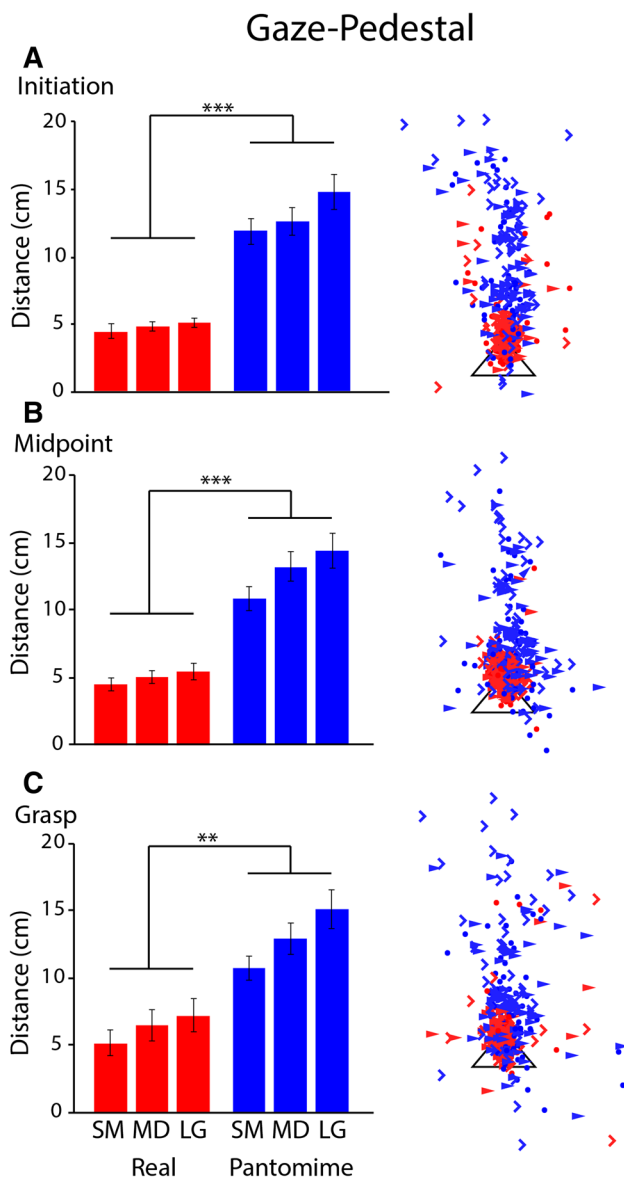 Gaze-Pedestal
A
Initiation
***
20
15
10
5
0
Distance (cm)
B
Midpoint
***
20
15
10
5
0
Distance (cm)
C
Grasp
**
20
15
10
5
0
Distance (cm)
SM MD LG SM MD LG
Real Pantomime